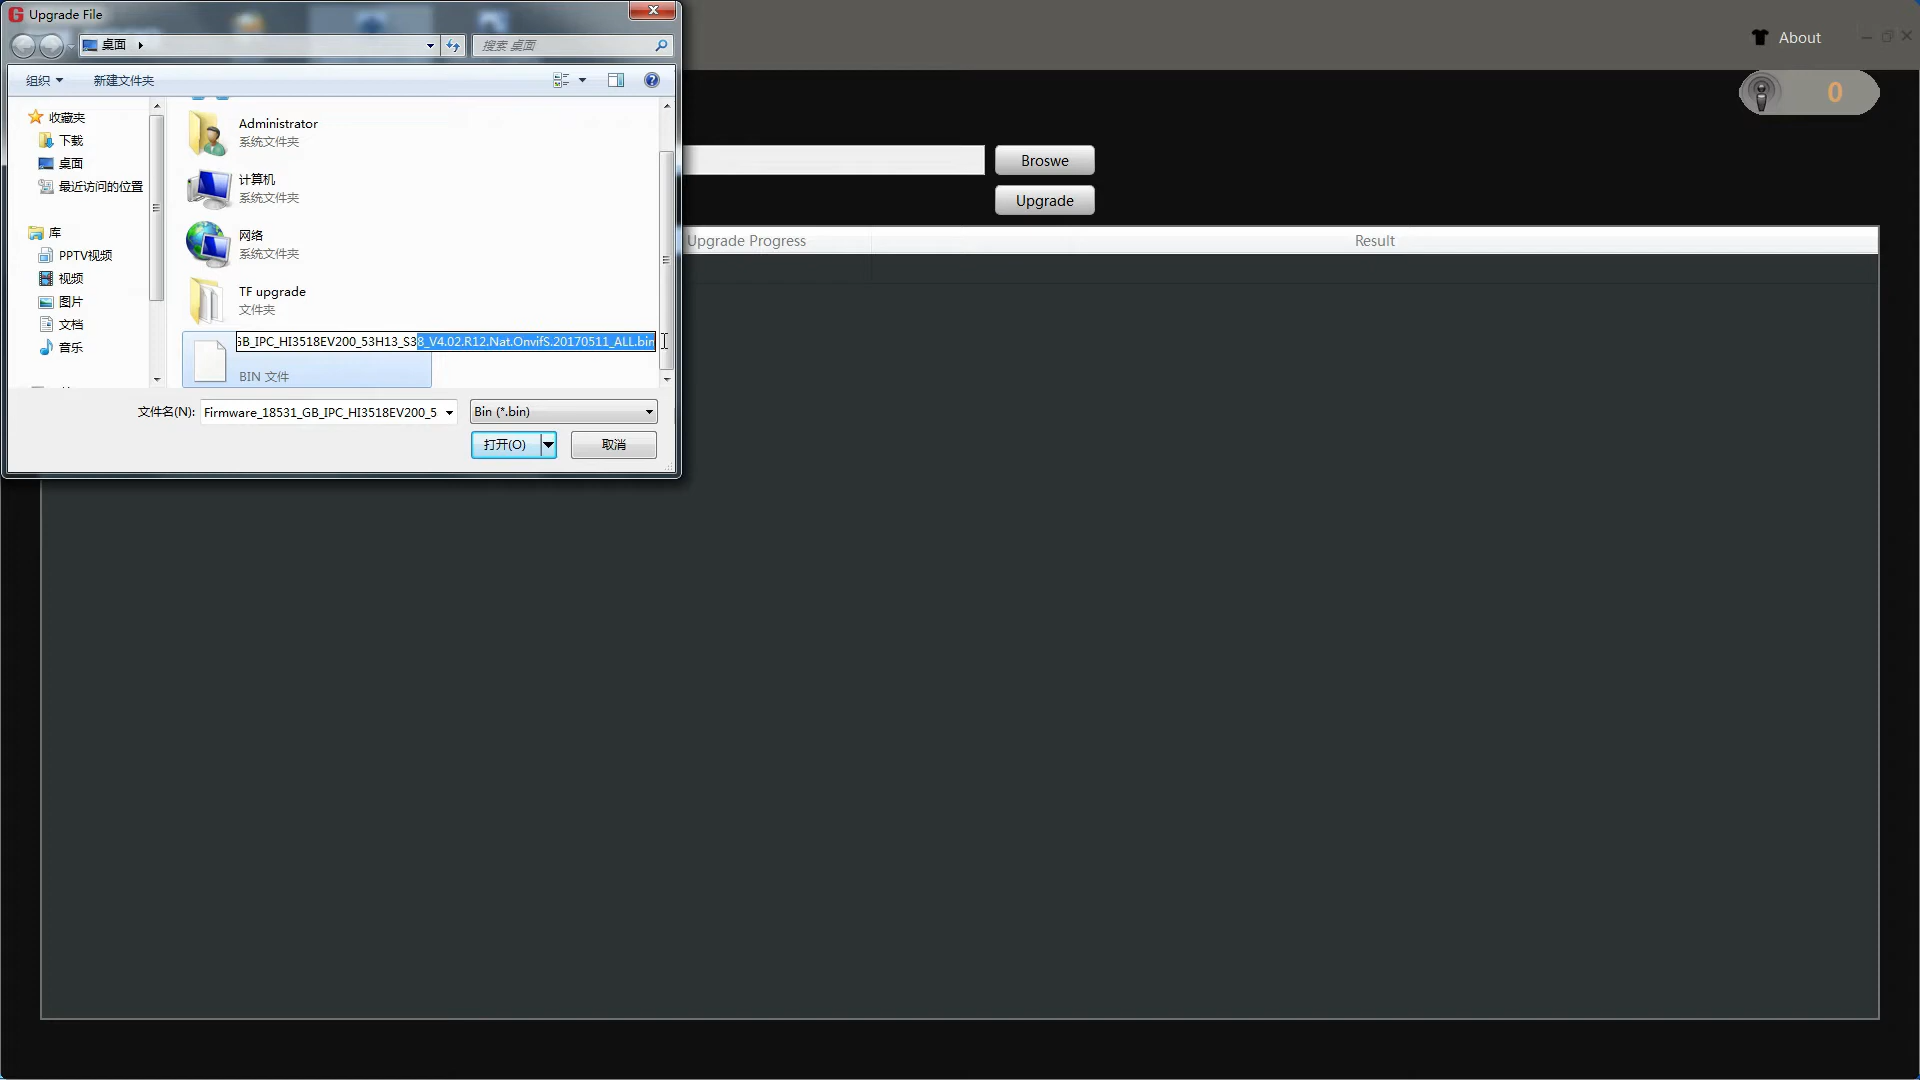 Upgrade File
About
桌面
搜索 桌面
组织
新建文件夹
0
收藏夹
下载
桌面
最近访问的位置
库
PPTV视频
视频
图片
文档
音乐
Administrator
系统文件夹
计算机
系统文件夹
网络
系统文件夹
TF upgrade
文件夹
GB_IPC_HI3518EV200_53H13_S3B_V4.02.R12.Nat.OnvifS.20170511_ALL.bin
BIN 文件
文件名(N):
Firmware_18531_GB_IPC_HI3518EV200_5
Bin (*.bin)
打开(O)
取消
Broswe
Upgrade
Upgrade Progress
Result